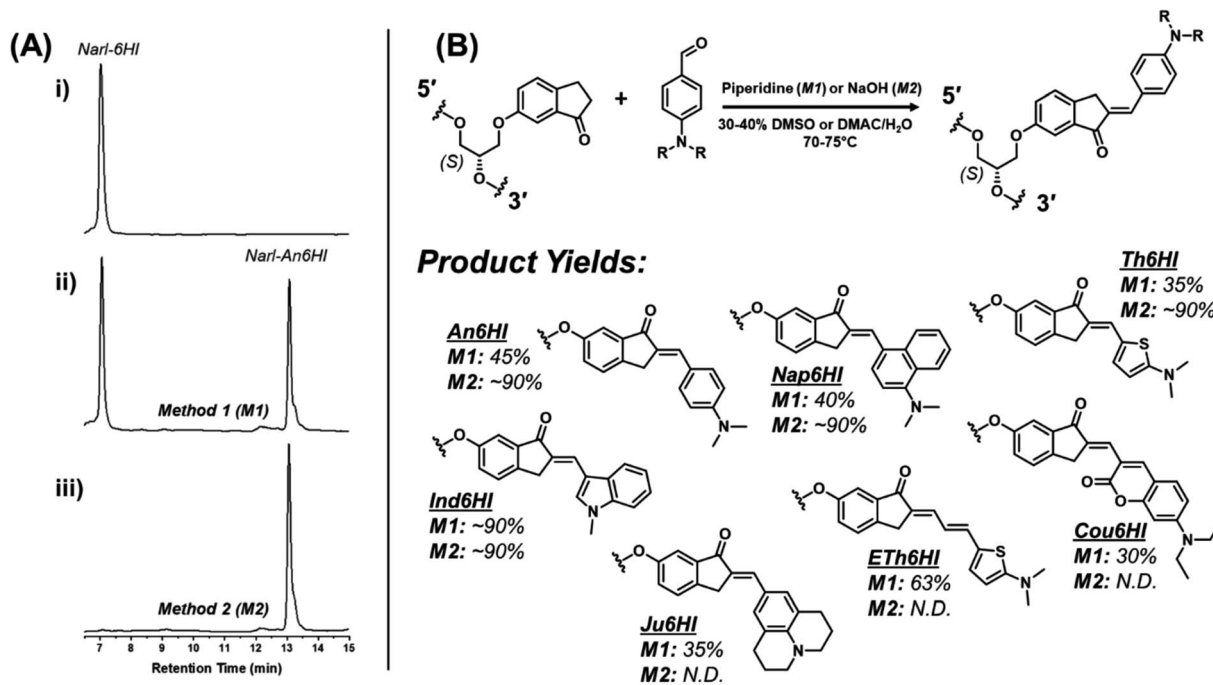 (A)
NarI-6HI
i)
NarI-An6HI
ii)
Method 1 (M1)
iii)
Method 2 (M2)
7 8 9 10 11 12 13 14 15
Retention Time (min)
(B)
5′
O
O
O
(S)
O
3′
+
O
N
R R
Piperidine (M1) or NaOH (M2)
30-40% DMSO or DMAC/H₂O
70-75°C
5′
O
O
O
(S)
O
3′
R
N R
Product Yields:
An6HI
M1: 45%
M2: ~90%
O
O
N
Nap6HI
M1: 40%
M2: ~90%
O
O
N
Th6HI
M1: 35%
M2: ~90%
O
O
S
N
Ind6HI
M1: ~90%
M2: ~90%
O
O
N
Ju6HI
M1: 35%
M2: N.D.
O
O
N
ETh6HI
M1: 63%
M2: N.D.
O
O
S
N
Cou6HI
M1: 30%
M2: N.D.
O
O
O
O
N